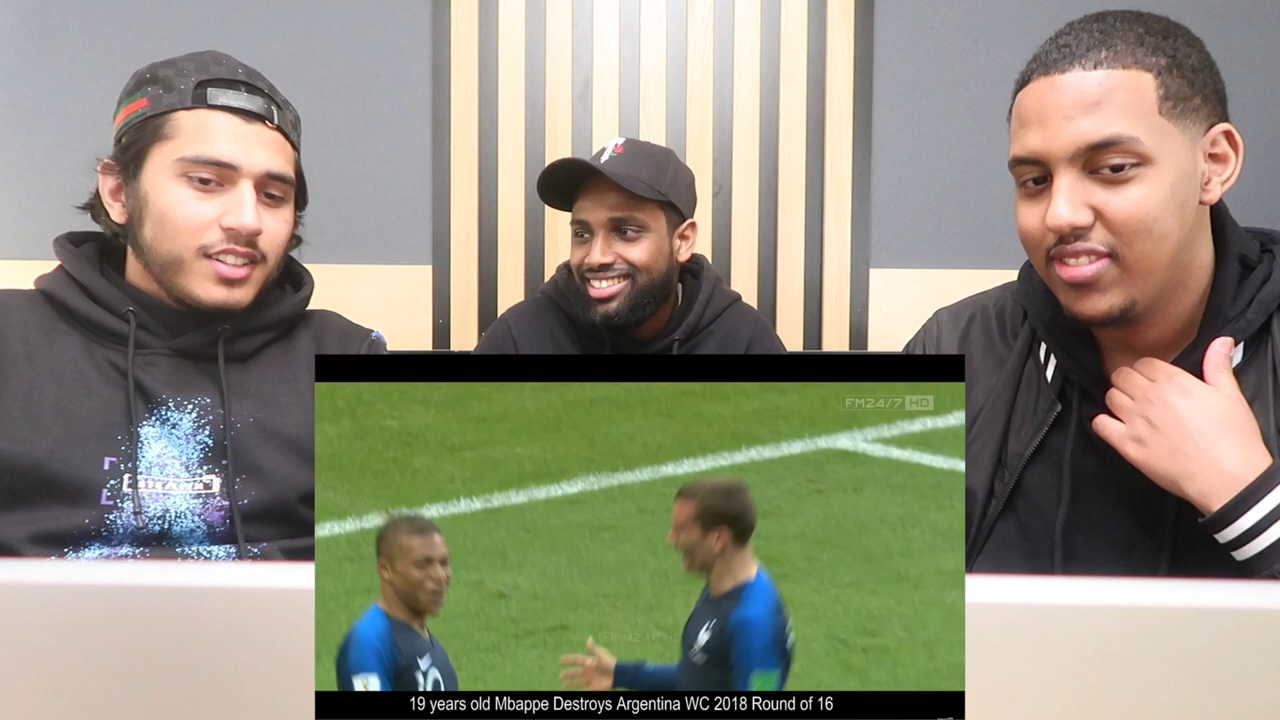 FM24/7 HD
19 years old Mbappe Destroys Argentina WC 2018 Round of 16